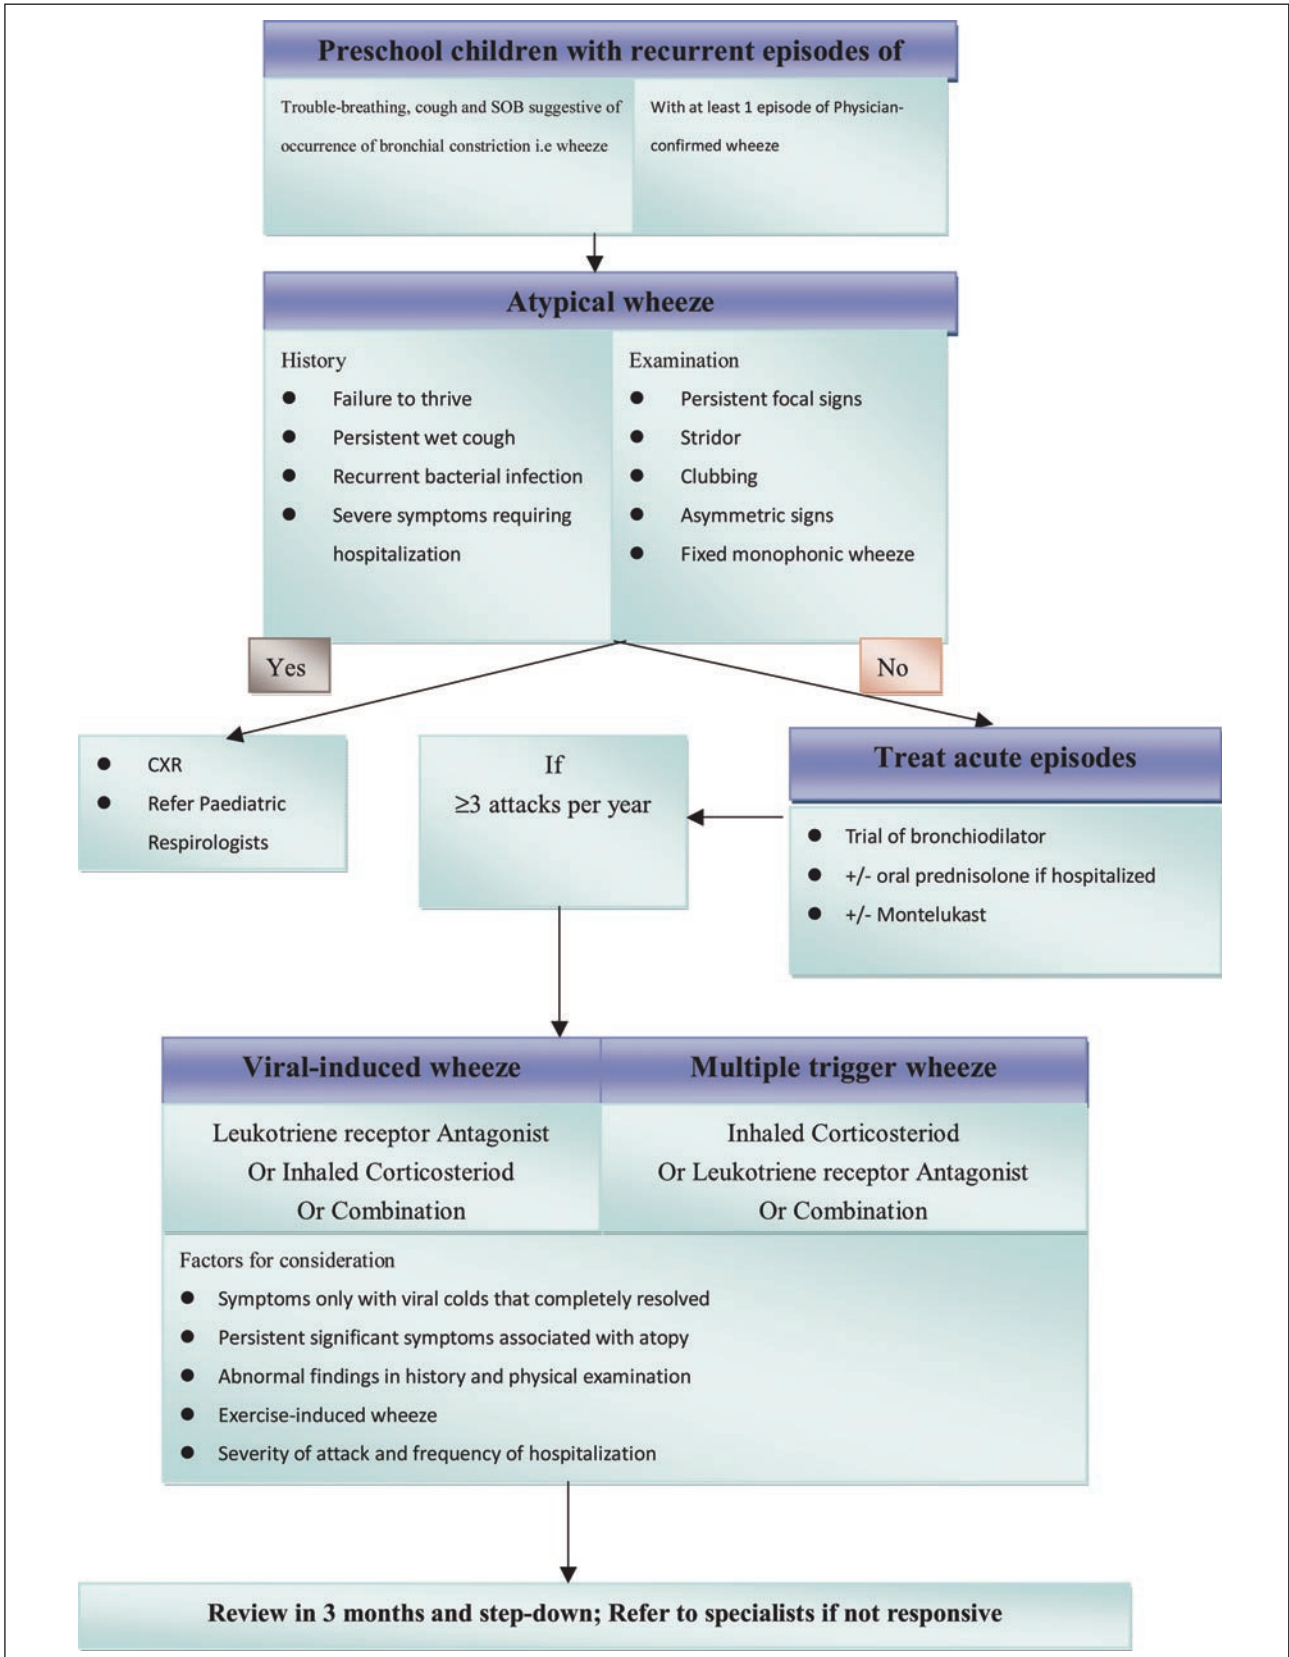 Preschool children with recurrent episodes of
Trouble-breathing, cough and SOB suggestive of
occurrence of bronchial constriction i.e wheeze
With at least 1 episode of Physician-
confirmed wheeze
Atypical wheeze
History
● Failure to thrive
● Persistent wet cough
● Recurrent bacterial infection
● Severe symptoms requiring
hospitalization
Examination
● Persistent focal signs
● Stridor
● Clubbing
● Asymmetric signs
● Fixed monophonic wheeze
Yes
No
● CXR
● Refer Paediatric
Respirologists
If
≥3 attacks per year
Treat acute episodes
● Trial of bronchiodilator
● +/- oral prednisolone if hospitalized
● +/- Montelukast
Viral-induced wheeze
Leukotriene receptor Antagonist
Or Inhaled Corticosteriod
Or Combination
Multiple trigger wheeze
Inhaled Corticosteriod
Or Leukotriene receptor Antagonist
Or Combination
Factors for consideration
● Symptoms only with viral colds that completely resolved
● Persistent significant symptoms associated with atopy
● Abnormal findings in history and physical examination
● Exercise-induced wheeze
● Severity of attack and frequency of hospitalization
Review in 3 months and step-down; Refer to specialists if not responsive